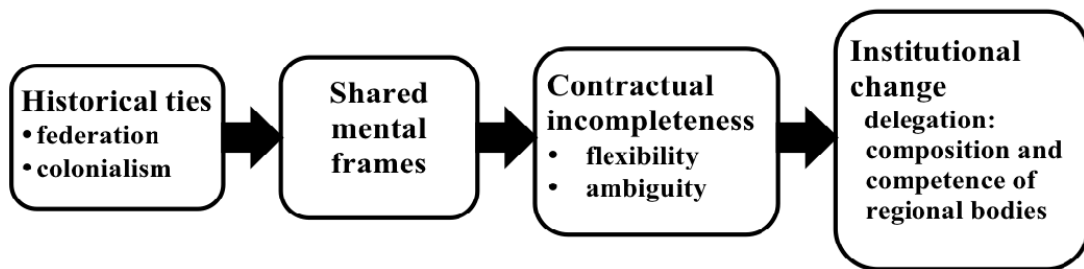 Historical ties
• federation
• colonialism
Shared
mental
frames
Contractual
incompleteness
• flexibility
• ambiguity
Institutional
change
delegation:
composition and
competence of
regional bodies